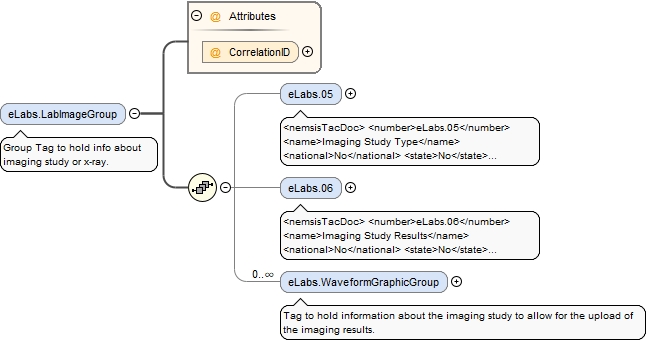 @ Attributes
@ CorrelationID
eLabs.LabImageGroup
Group Tag to hold info about
imaging study or x-ray.
eLabs.05
<nemsisTacDoc> <number>eLabs.05</number>
<name>Imaging Study Type</name>
<national>No</national> <state>No</state>...
eLabs.06
<nemsisTacDoc> <number>eLabs.06</number>
<name>Imaging Study Results</name>
<national>No</national> <state>No</state>...
0..∞
eLabs.WaveformGraphicGroup
Tag to hold information about the imaging study to allow for the upload of
the imaging results.